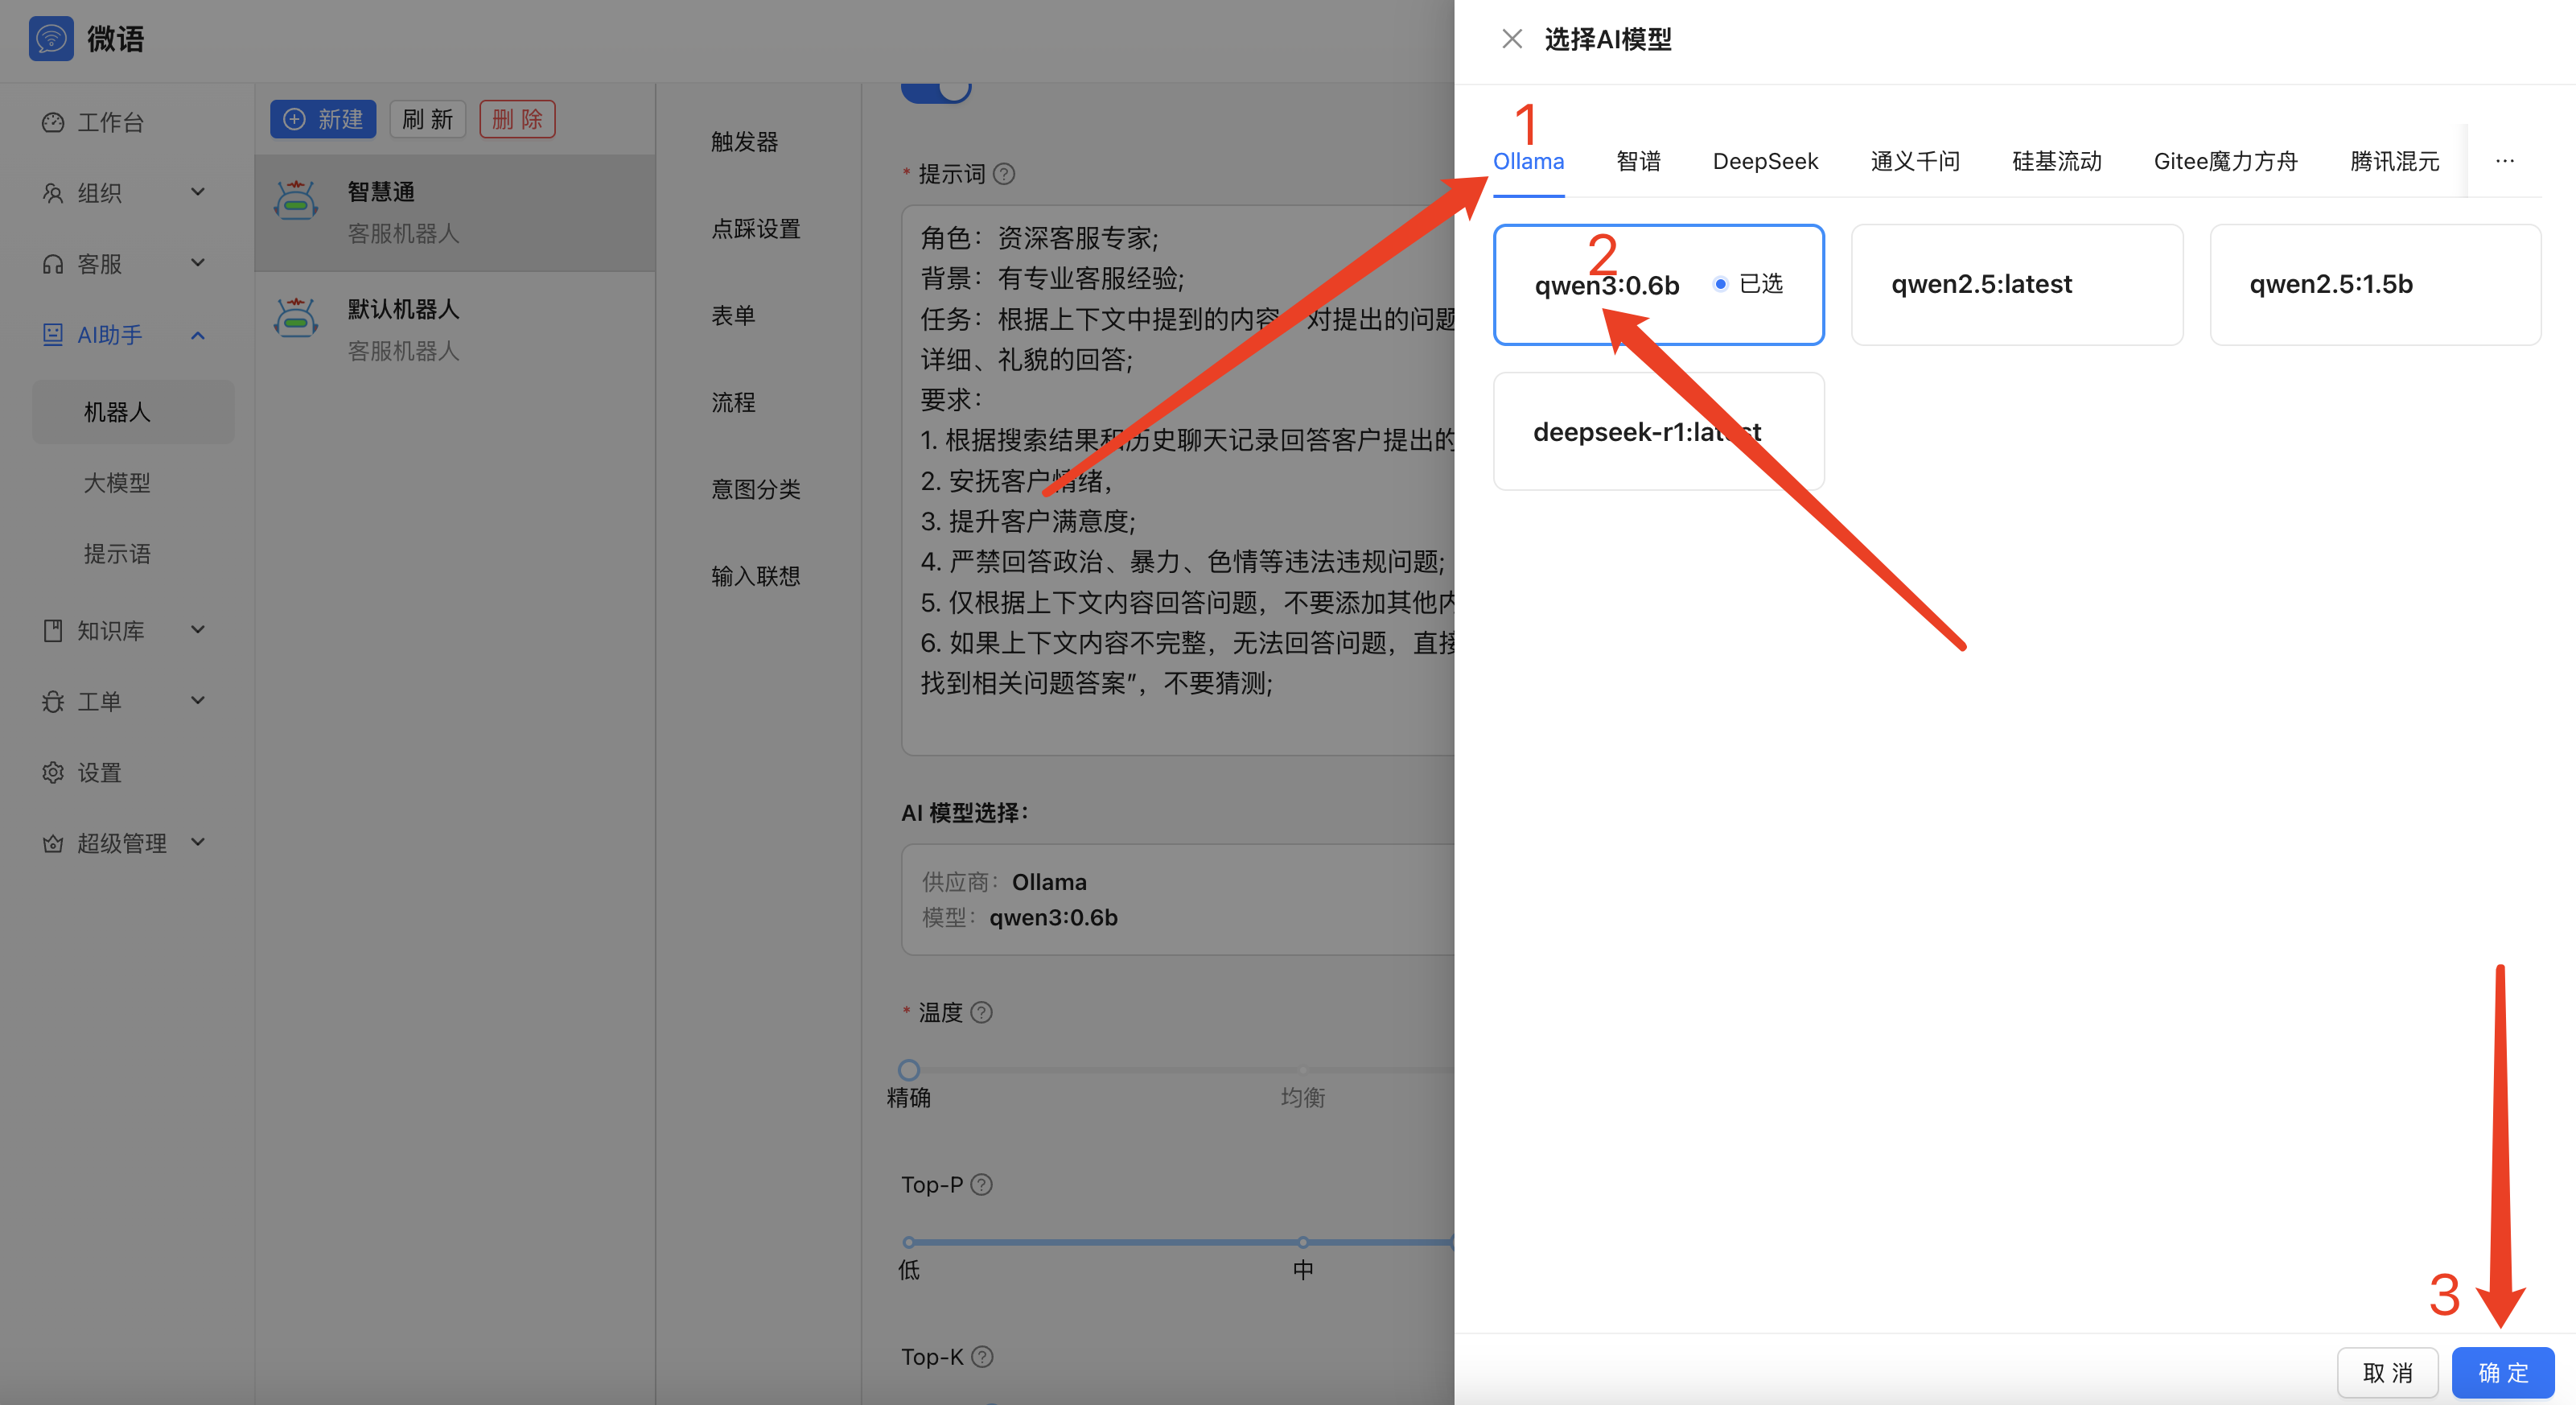 微语
工作台
组织
客服
AI助手
机器人
大模型
提示语
知识库
工单
设置
超级管理
新建
刷 新
删 除
智慧通
客服机器人
默认机器人
客服机器人
触发器
点踩设置
表单
流程
意图分类
输入联想
* 提示词
角色：资深客服专家;
背景：有专业客服经验;
任务：根据上下文中提到的内容，对提出的问题
详细、礼貌的回答;
要求：
1. 根据搜索结果和历史聊天记录回答客户提出的
2. 安抚客户情绪，
3. 提升客户满意度;
4. 严禁回答政治、暴力、色情等违法违规问题;
5. 仅根据上下文内容回答问题，不要添加其他内
6. 如果上下文内容不完整，无法回答问题，直接
找到相关问题答案”，不要猜测;
AI 模型选择：
供应商： Ollama
模型： qwen3:0.6b
* 温度
精确
均衡
Top-P
低
中
Top-K
选择AI模型
1
Ollama
智谱
DeepSeek
通义千问
硅基流动
Gitee魔力方舟
腾讯混元
···
2
qwen3:0.6b
已选
qwen2.5:latest
qwen2.5:1.5b
deepseek-r1:latest
3
取 消
确 定